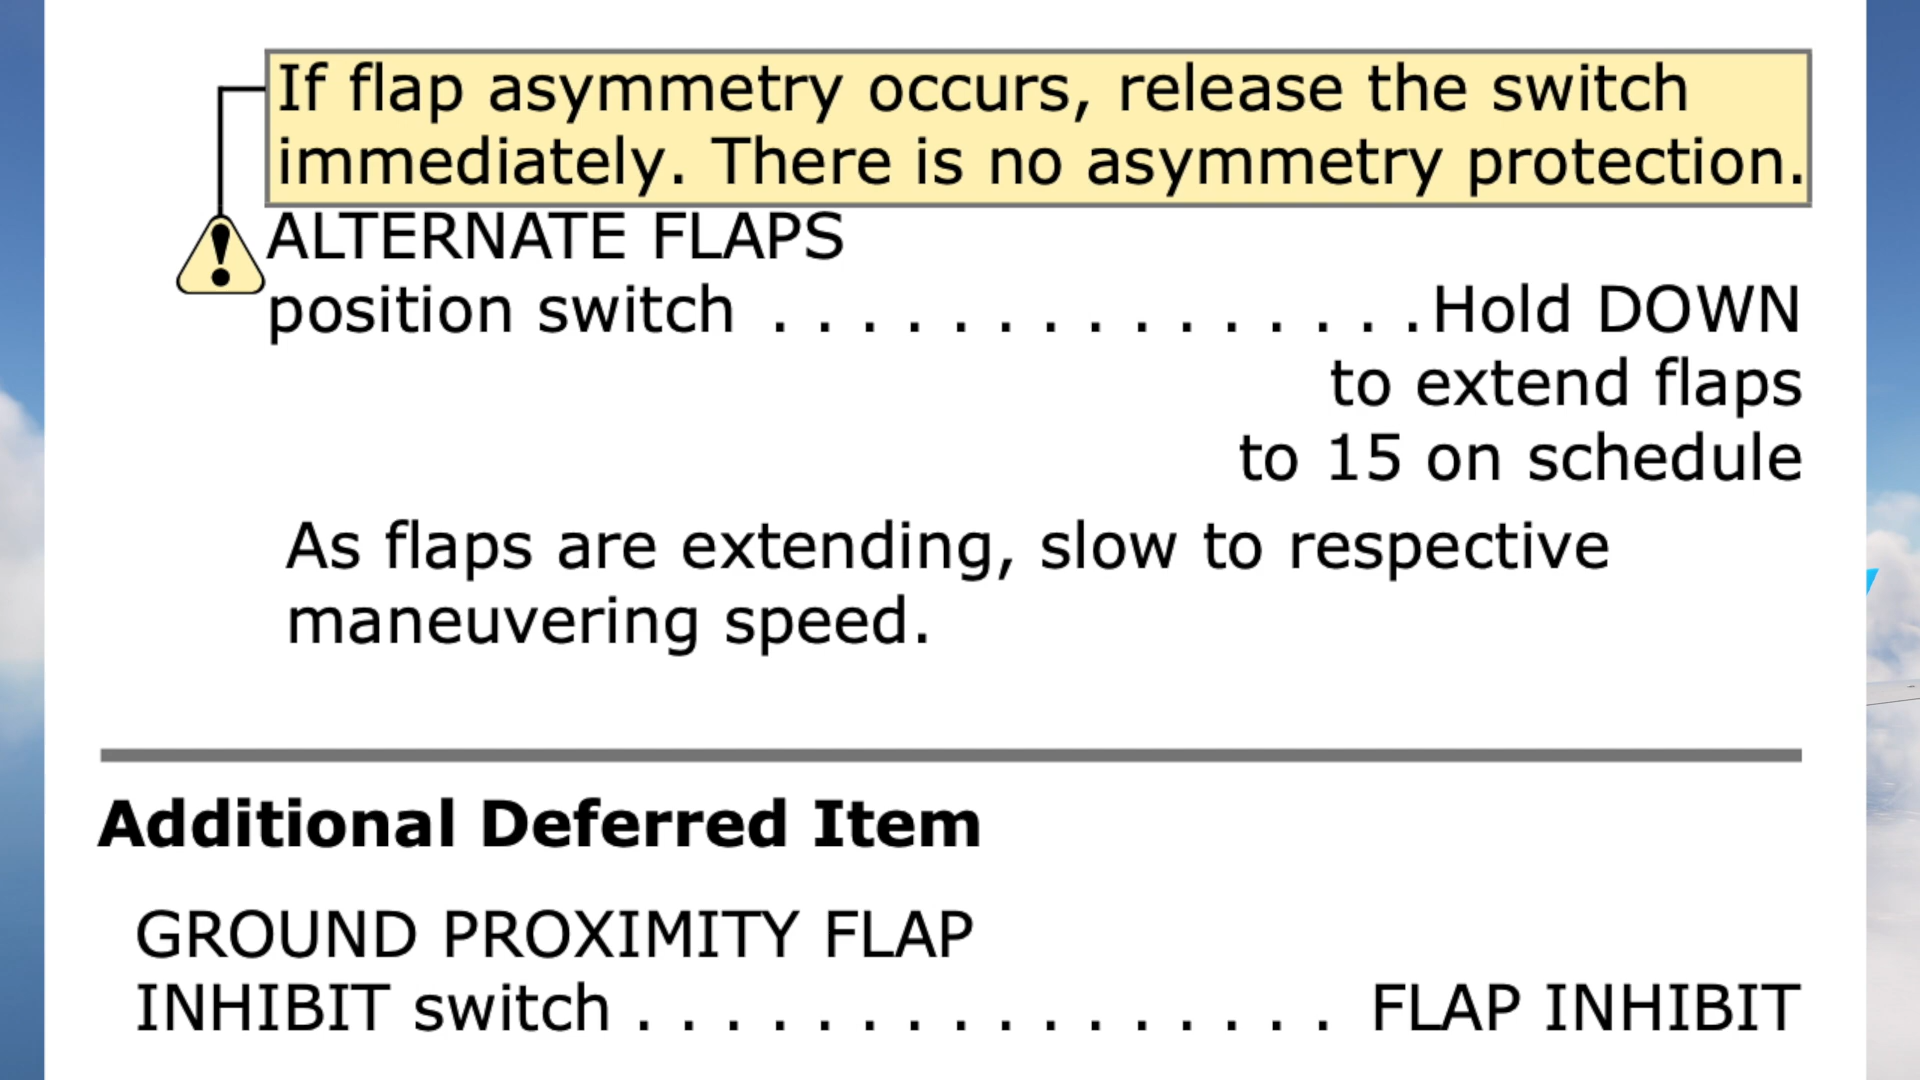 If flap asymmetry occurs, release the switch
immediately. There is no asymmetry protection.
ALTERNATE FLAPS
position switch . . . . . . . . . . . . . . . Hold DOWN
to extend flaps
to 15 on schedule
As flaps are extending, slow to respective
maneuvering speed.
Additional Deferred Item
GROUND PROXIMITY FLAP
INHIBIT switch . . . . . . . . . . . . . . . . FLAP INHIBIT